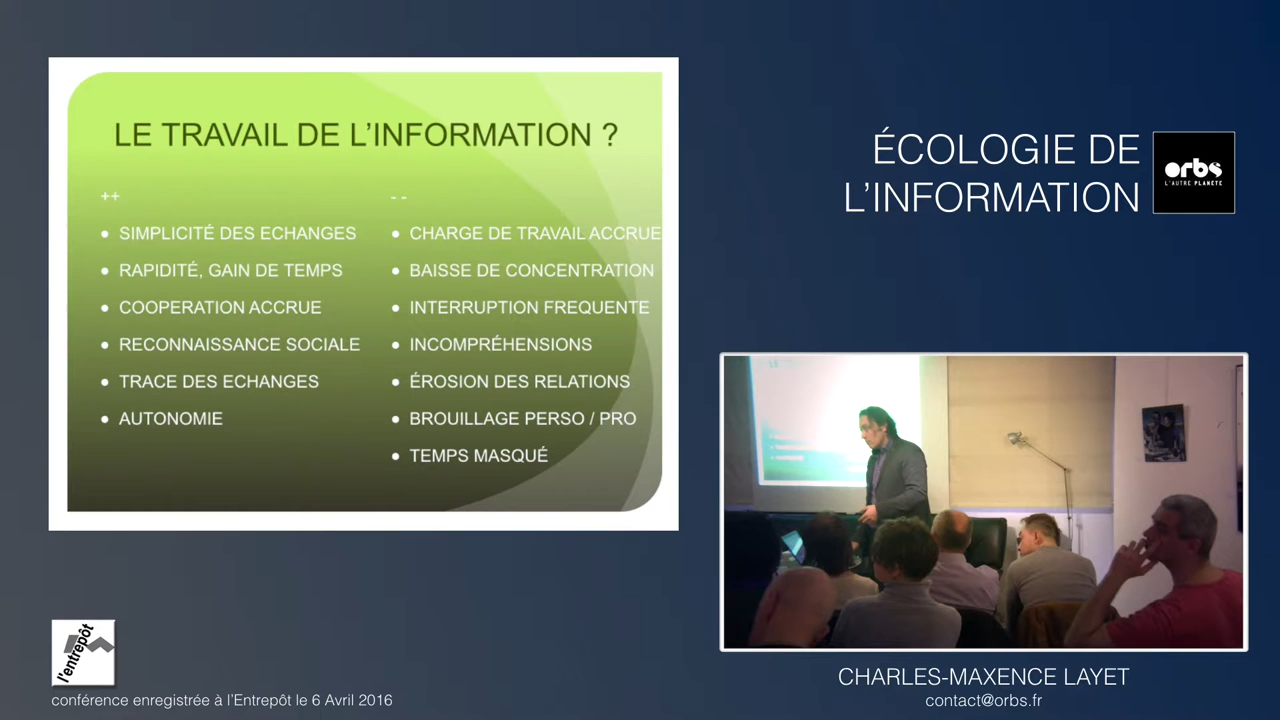 LE TRAVAIL DE L'INFORMATION ?
++
• SIMPLICITÉ DES ECHANGES
• RAPIDITÉ, GAIN DE TEMPS
• COOPERATION ACCRUE
• RECONNAISSANCE SOCIALE
• TRACE DES ECHANGES
• AUTONOMIE
- -
• CHARGE DE TRAVAIL ACCRUE
• BAISSE DE CONCENTRATION
• INTERRUPTION FREQUENTE
• INCOMPRÉHENSIONS
• ÉROSION DES RELATIONS
• BROUILLAGE PERSO / PRO
• TEMPS MASQUÉ
ÉCOLOGIE DE
L'INFORMATION
orbs
L'AUTRE PLANÈTE
l'entrepôt
conférence enregistrée à l'Entrepôt le 6 Avril 2016
CHARLES-MAXENCE LAYET
contact@orbs.fr